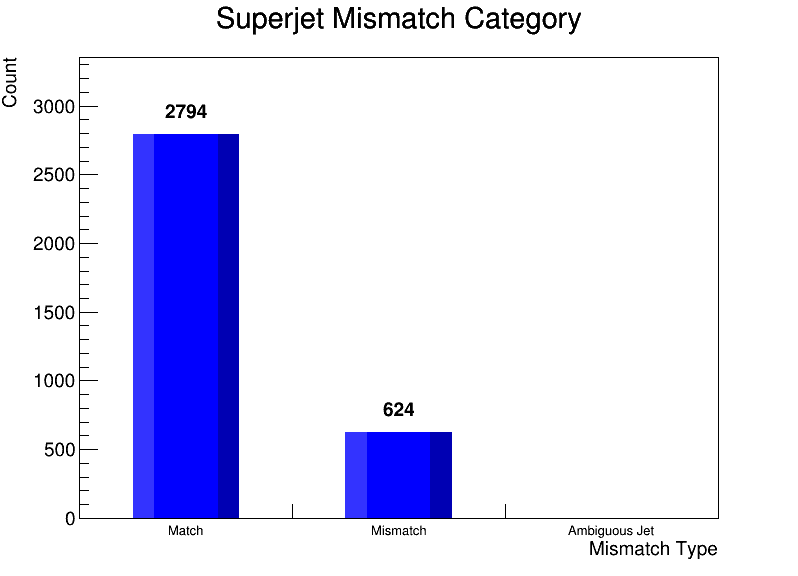 Superjet Mismatch Category
Count
3000
2500
2000
1500
1000
500
0
2794
624
Match
Mismatch
Ambiguous Jet
Mismatch Type